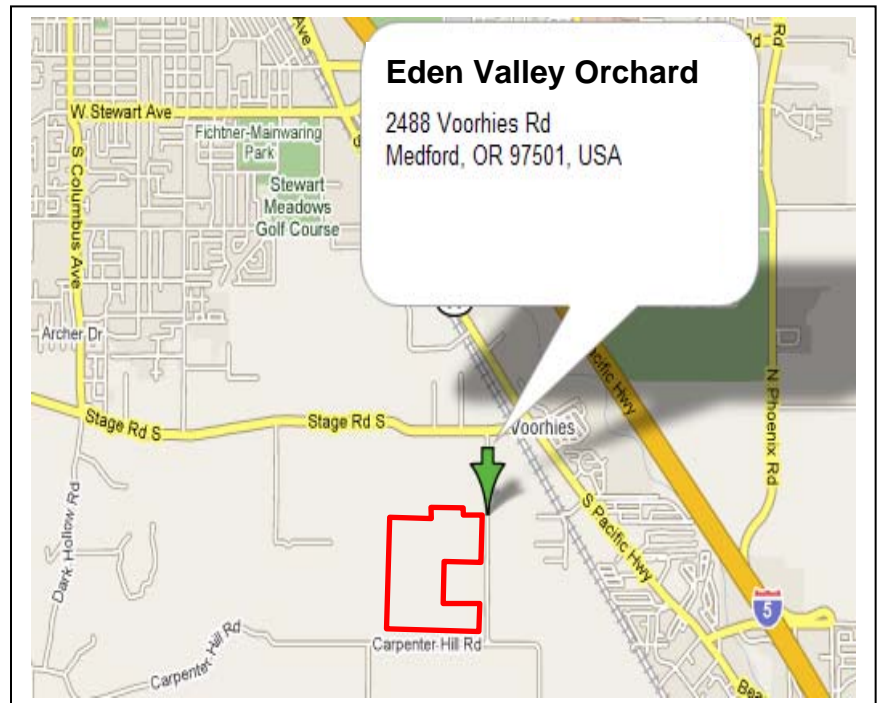 Eden Valley Orchard
2488 Voorhies Rd
Medford, OR 97501, USA
Ave
Rd
W Stewart Ave
Fichtner-Mainwaring
Park
Stewart
Meadows
Golf Course
S Columbus Ave
Archer Dr
Stage Rd S
Stage Rd S
Voorhies
Pacific Hwy
N Phoenix Rd
Dark Hollow Rd
S Pacific Hwy
5
Carpenter Hill Rd
Carpenter Hill Rd
Carpenter
Bea